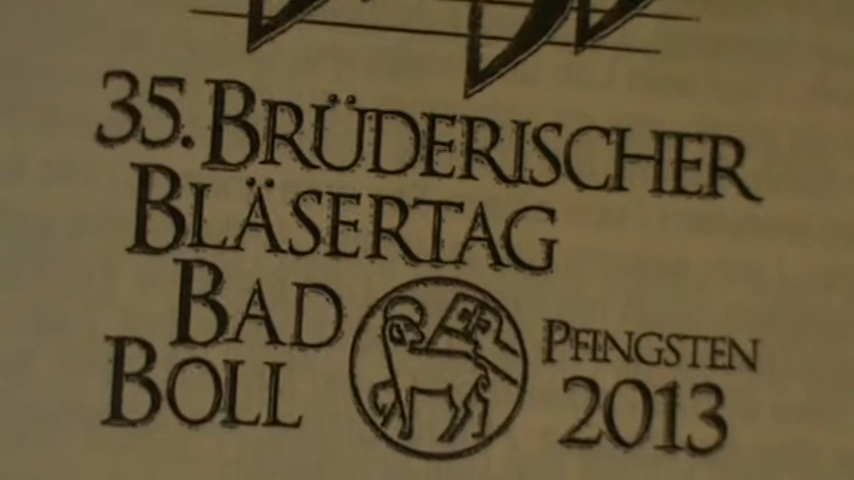 35. BRÜDERISCHER
BLÄSERTAG
BAD
BOLL
PFINGSTEN
2013